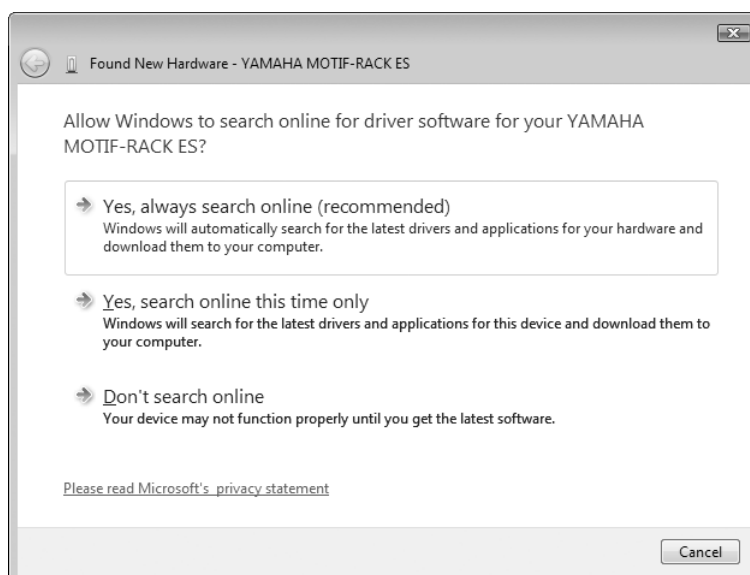 Found New Hardware - YAMAHA MOTIF-RACK ES
Allow Windows to search online for driver software for your YAMAHA
MOTIF-RACK ES?
Yes, always search online (recommended)
Windows will automatically search for the latest drivers and applications for your hardware and
download them to your computer.
Yes, search online this time only
Windows will search for the latest drivers and applications for this device and download them to
your computer.
Don't search online
Your device may not function properly until you get the latest software.
Please read Microsoft's privacy statement
Cancel